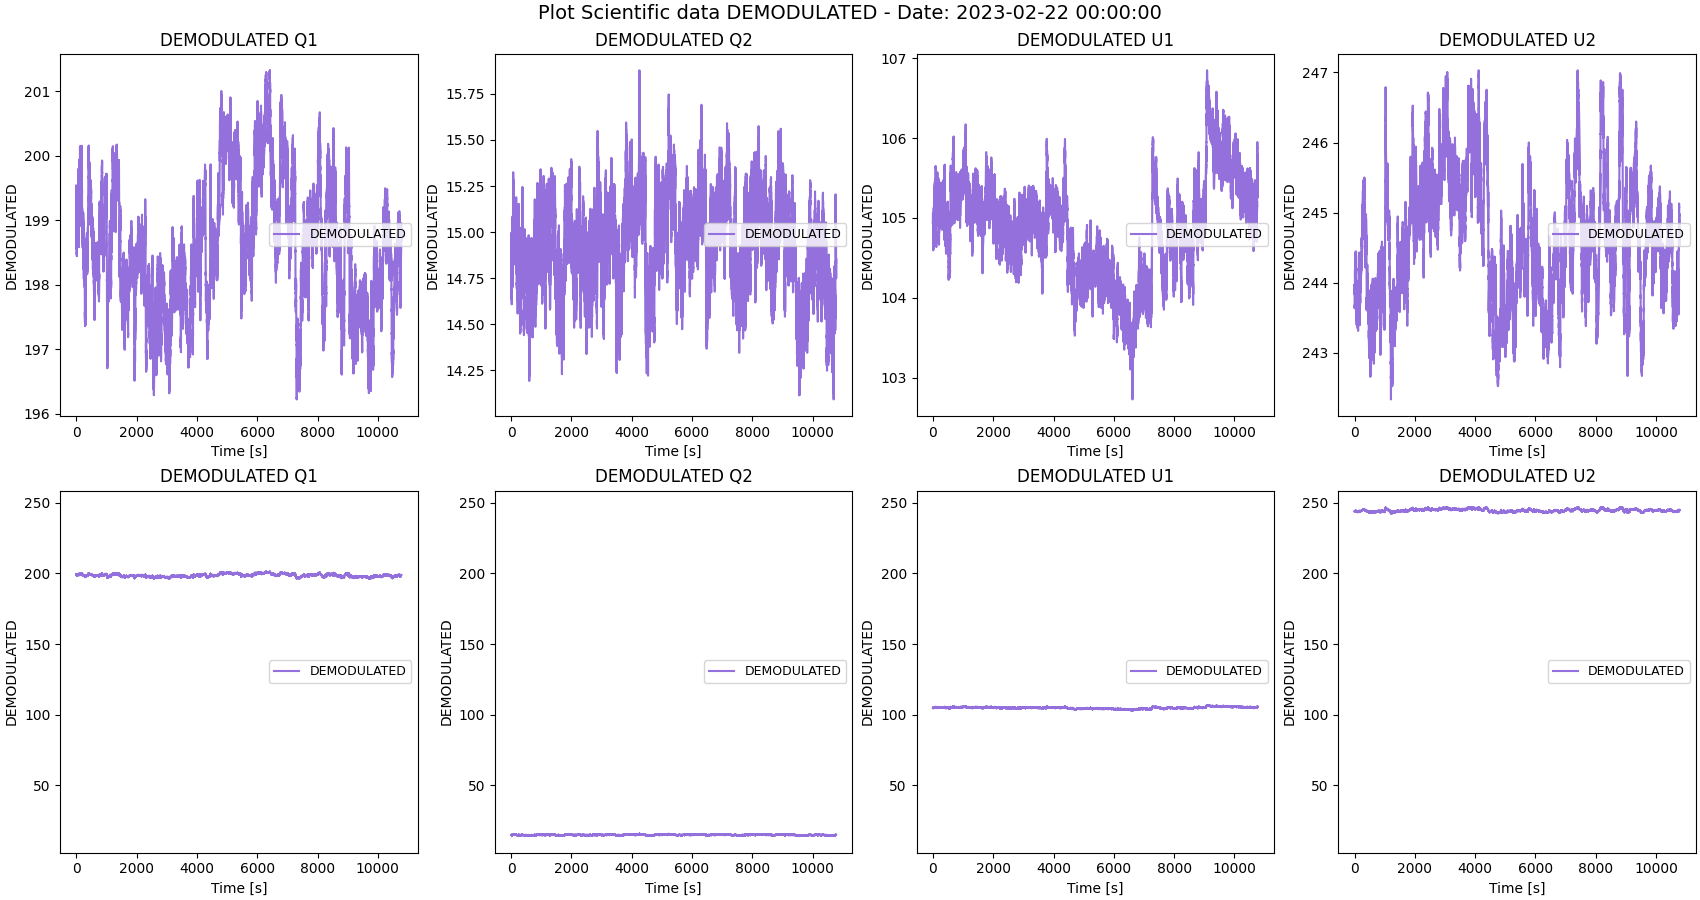 Plot Scientific data DEMODULATED - Date: 2023-02-22 00:00:00
DEMODULATED Q1
DEMODULATED
201
200
199
198
197
196
DEMODULATED
0 2000 4000 6000 8000 10000
Time [s]
DEMODULATED Q2
DEMODULATED
15.75
15.50
15.25
15.00
14.75
14.50
14.25
DEMODULATED
0 2000 4000 6000 8000 10000
Time [s]
DEMODULATED U1
DEMODULATED
107
106
105
104
103
DEMODULATED
0 2000 4000 6000 8000 10000
Time [s]
DEMODULATED U2
DEMODULATED
247
246
245
244
243
DEMODULATED
0 2000 4000 6000 8000 10000
Time [s]
DEMODULATED Q1
DEMODULATED
250
200
150
100
50
DEMODULATED
0 2000 4000 6000 8000 10000
Time [s]
DEMODULATED Q2
DEMODULATED
250
200
150
100
50
DEMODULATED
0 2000 4000 6000 8000 10000
Time [s]
DEMODULATED U1
DEMODULATED
250
200
150
100
50
DEMODULATED
0 2000 4000 6000 8000 10000
Time [s]
DEMODULATED U2
DEMODULATED
250
200
150
100
50
DEMODULATED
0 2000 4000 6000 8000 10000
Time [s]